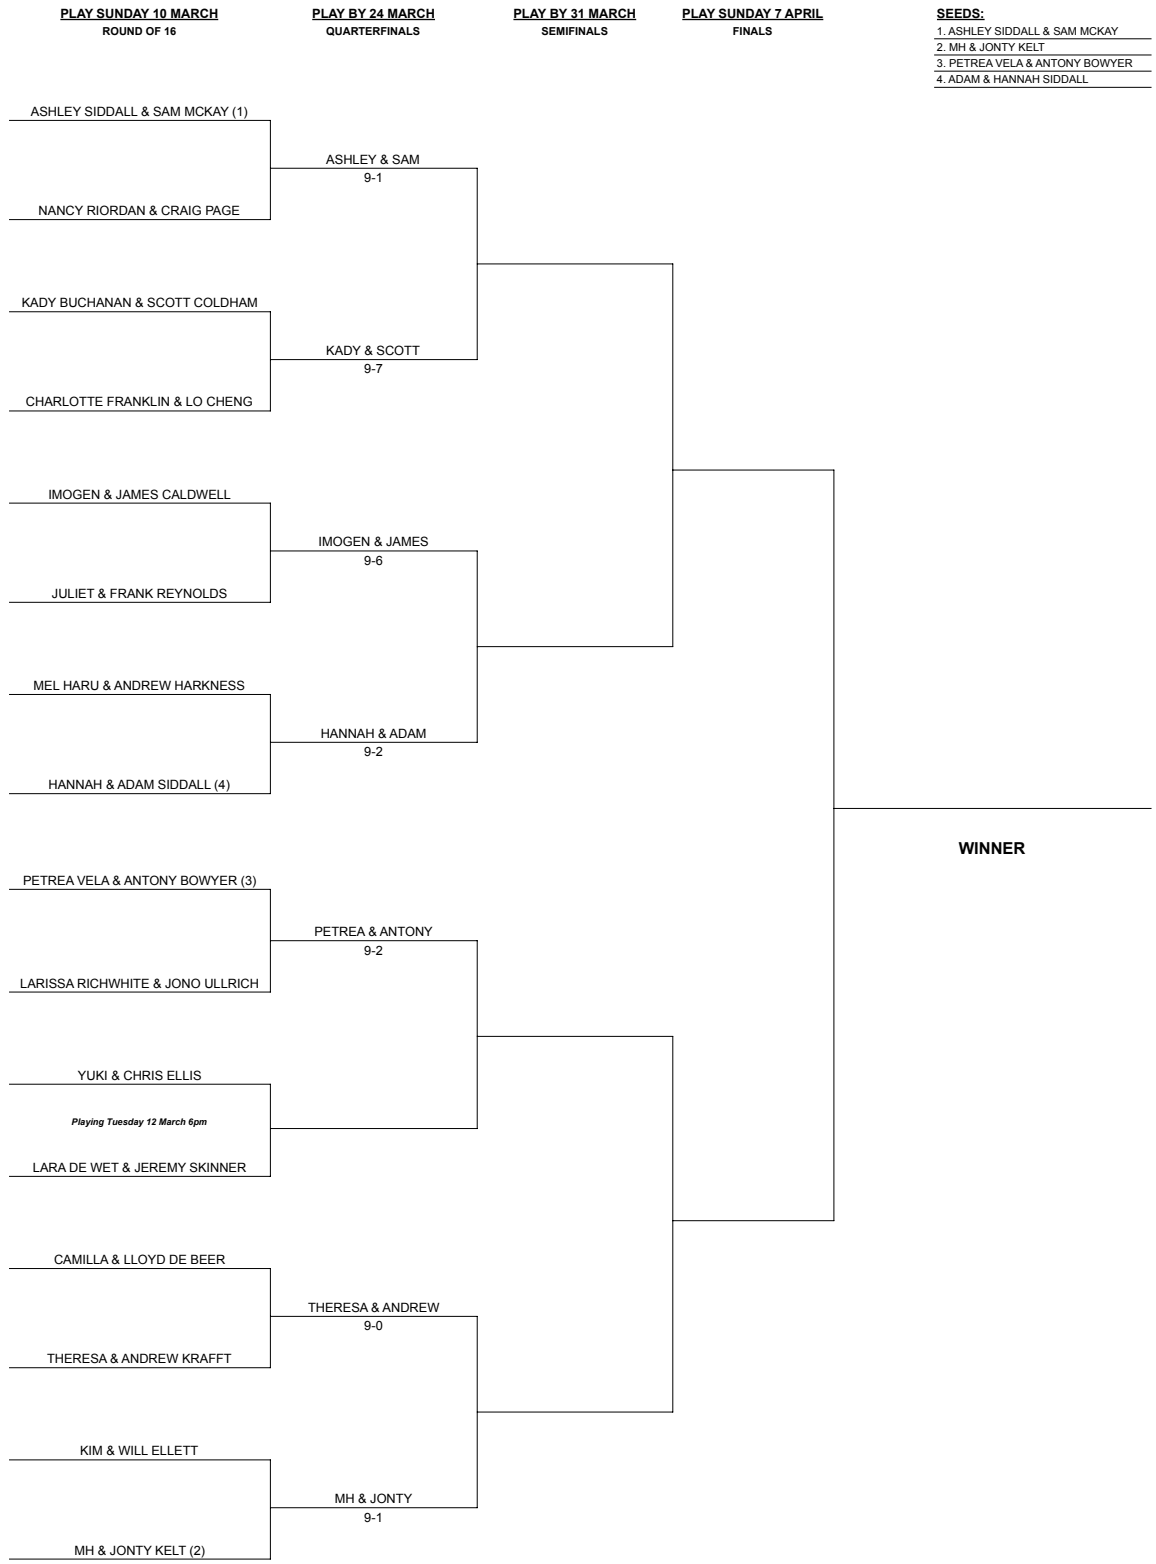 PLAY SUNDAY 10 MARCH
ROUND OF 16
PLAY BY 24 MARCH
QUARTERFINALS
PLAY BY 31 MARCH
SEMIFINALS
PLAY SUNDAY 7 APRIL
FINALS
SEEDS:
1. ASHLEY SIDDALL & SAM MCKAY
2. MH & JONTY KELT
3. PETREA VELA & ANTONY BOWYER
4. ADAM & HANNAH SIDDALL
ASHLEY SIDDALL & SAM MCKAY (1)
ASHLEY & SAM
9-1
NANCY RIORDAN & CRAIG PAGE
KADY BUCHANAN & SCOTT COLDHAM
KADY & SCOTT
9-7
CHARLOTTE FRANKLIN & LO CHENG
IMOGEN & JAMES CALDWELL
IMOGEN & JAMES
9-6
JULIET & FRANK REYNOLDS
MEL HARU & ANDREW HARKNESS
HANNAH & ADAM
9-2
HANNAH & ADAM SIDDALL (4)
WINNER
PETREA VELA & ANTONY BOWYER (3)
PETREA & ANTONY
9-2
LARISSA RICHWHITE & JONO ULLRICH
YUKI & CHRIS ELLIS
Playing Tuesday 12 March 6pm
LARA DE WET & JEREMY SKINNER
CAMILLA & LLOYD DE BEER
THERESA & ANDREW
9-0
THERESA & ANDREW KRAFFT
KIM & WILL ELLETT
MH & JONTY
9-1
MH & JONTY KELT (2)